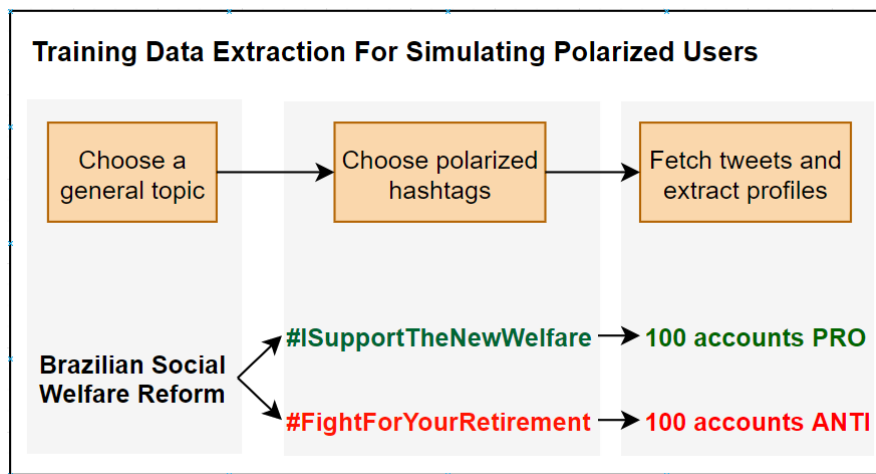 Training Data Extraction For Simulating Polarized Users
Choose a
general topic
Choose polarized
hashtags
Fetch tweets and
extract profiles
Brazilian Social
Welfare Reform
#ISupportTheNewWelfare
100 accounts PRO
#FightForYourRetirement
100 accounts ANTI